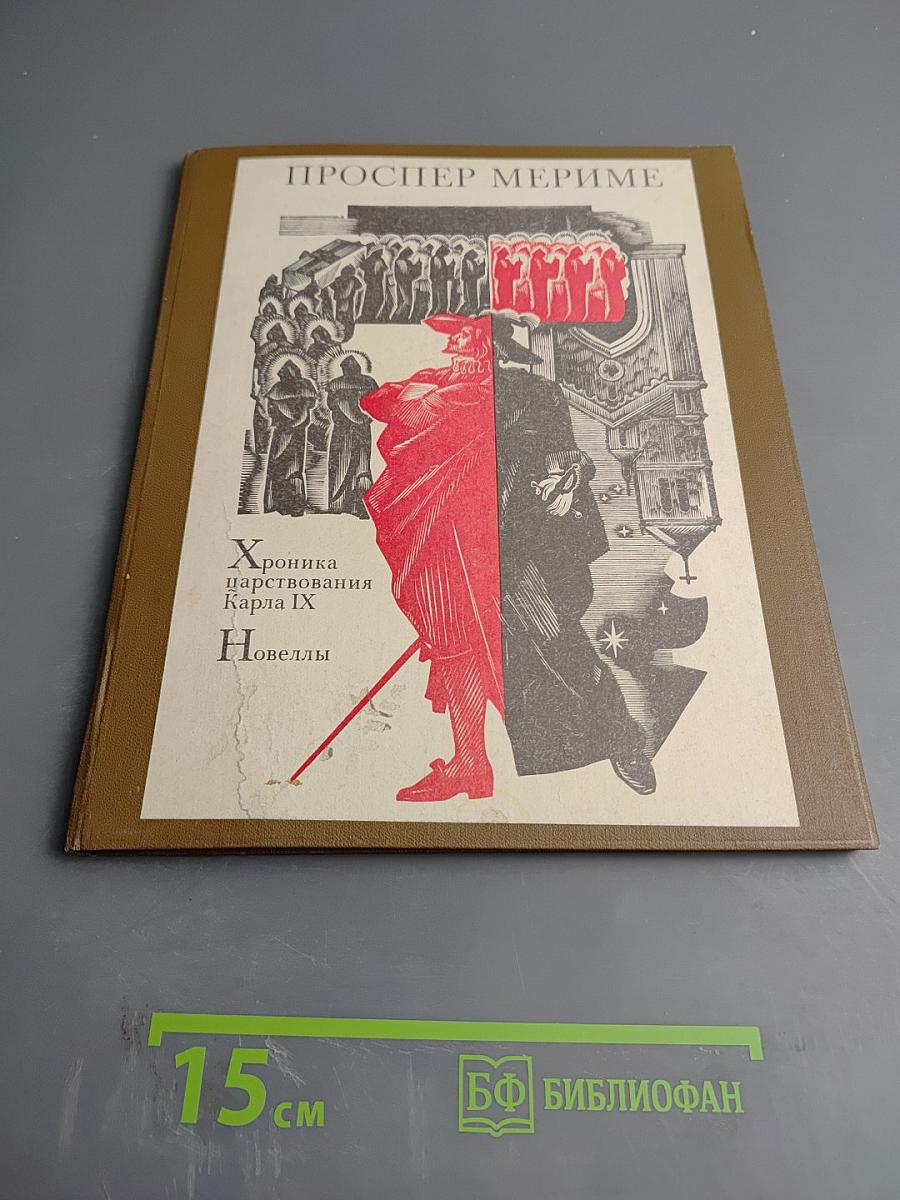 ПРОСПЕР МЕРИМЕ
Хроника
царствования
Карла IX
Новеллы
15 см
БФ БИБЛИОФАН